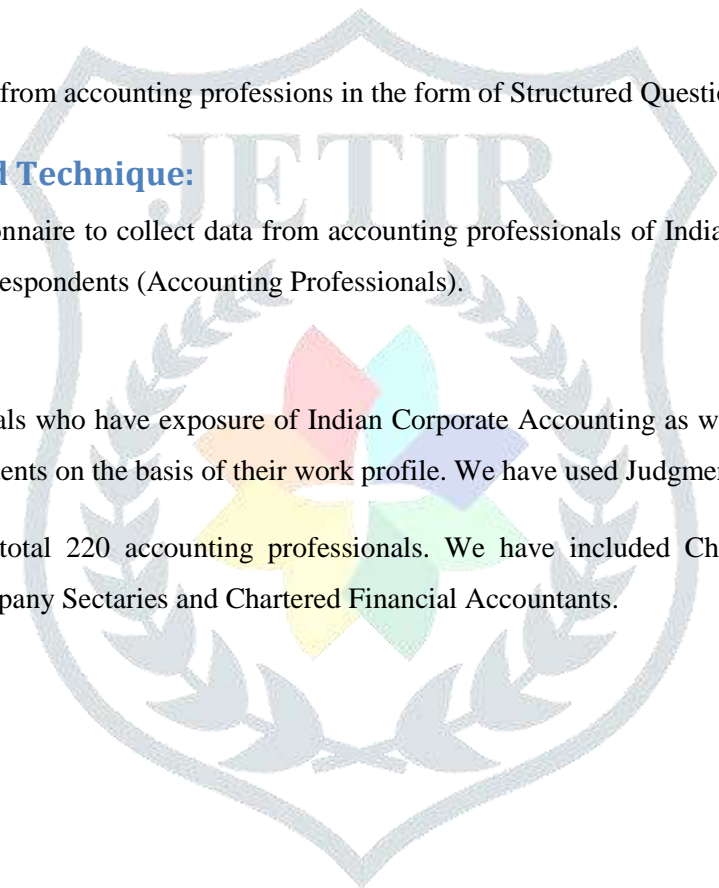 from accounting professions in the form of Structured Questio
JETIR
d Technique:
onnaire to collect data from accounting professionals of India
espondents (Accounting Professionals).
als who have exposure of Indian Corporate Accounting as w
dents on the basis of their work profile. We have used Judgmen
total 220 accounting professionals. We have included Ch
pany Sectaries and Chartered Financial Accountants.